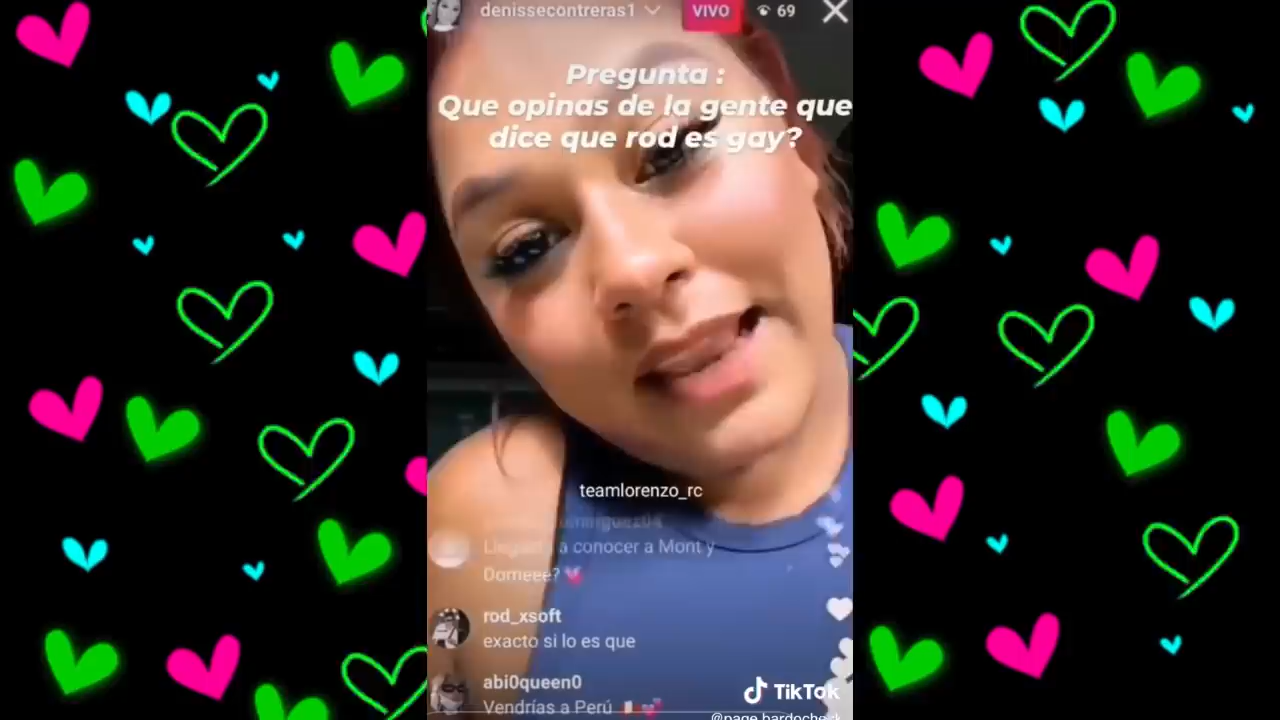 denissecontreras1
VIVO
69
Pregunta :
Que opinas de la gente que
dice que rod es gay?
teamlorenzo_rc
a conocer a Mont y
Domeee?
rod_xsoft
exacto si lo es que
abi0queen0
Vendrías a Perú
TikTok